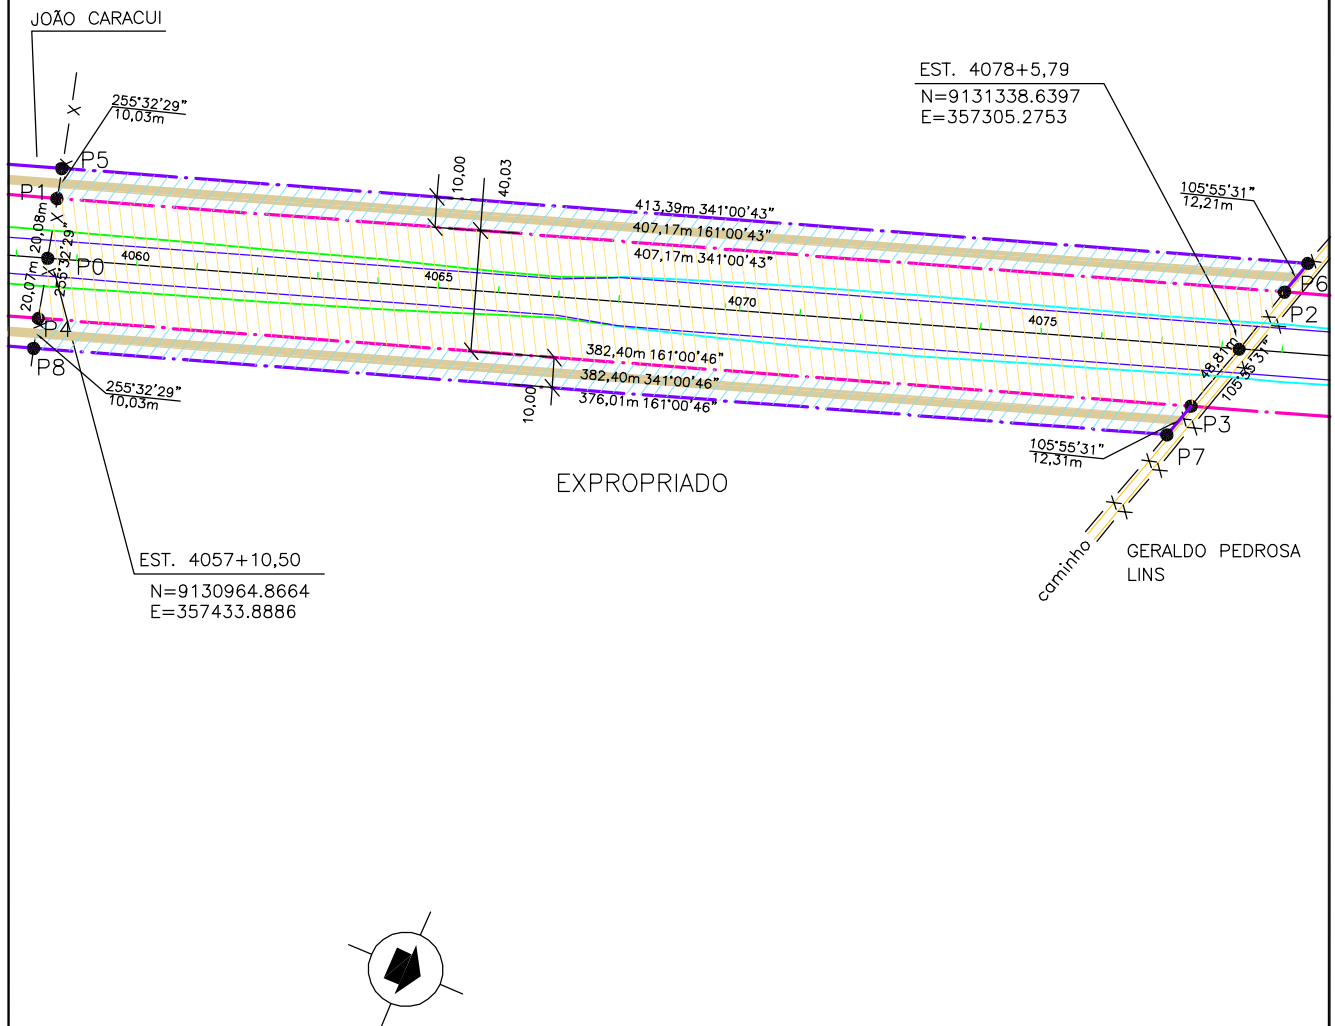 JOÃO CARACUI
255°32'29"
10,03m
EST. 4078+5,79
N=9131338.6397
E=357305.2753
P5
P1
10,00
40,03
105°55'31"
12,21m
413,39m 341°00'43"
407,17m 161°00'43"
407,17m 341°00'43"
20,07m 20,08m
255°32'29"
P0
4060
4065
4070
4075
P6
P2
P4
P8
48,81m
105°55'31"
382,40m 161°00'46"
382,40m 341°00'46"
376,01m 161°00'46"
10,00
255°32'29"
10,03m
P3
P7
105°55'31"
12,31m
EXPROPRIADO
EST. 4057+10,50
N=9130964.8664
E=357433.8886
caminho
GERALDO PEDROSA
LINS